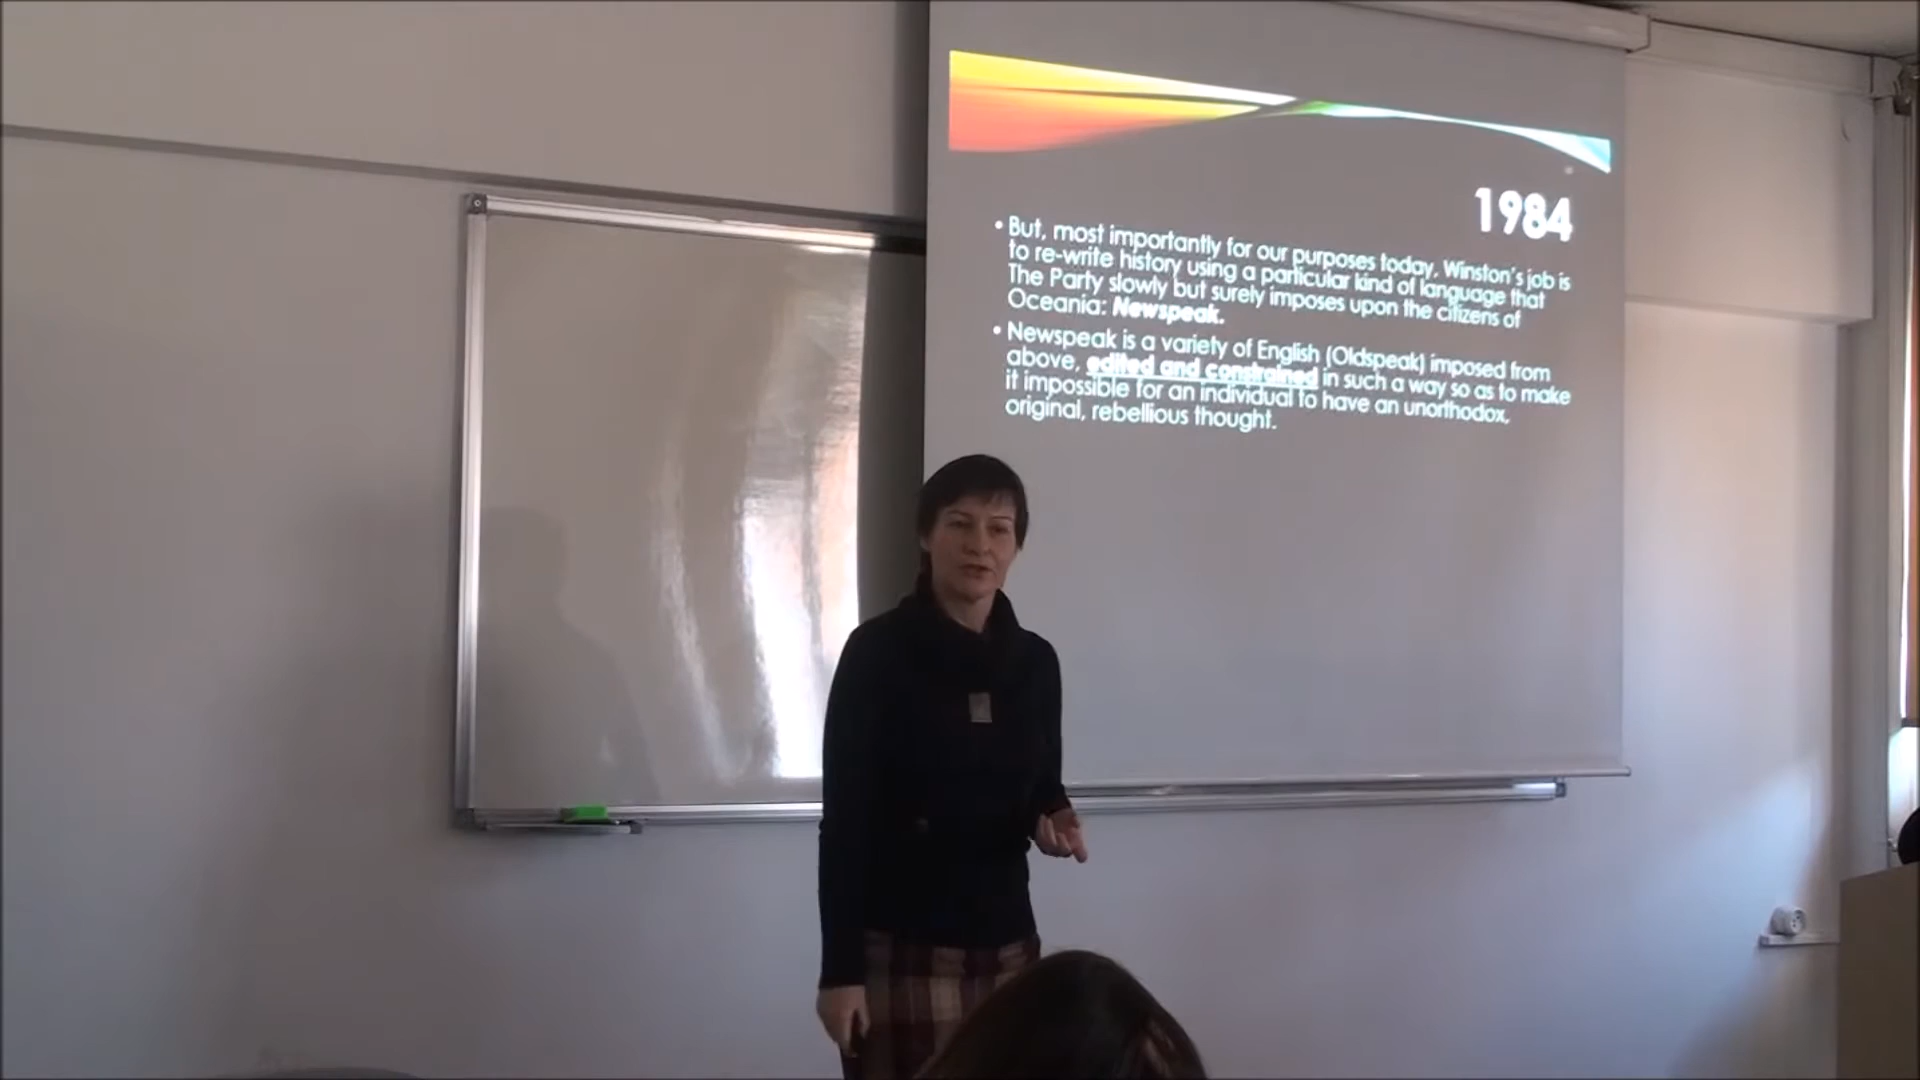 1984
• But, most importantly for our purposes today, Winston's job is
to re-write history using a particular kind of language that
The Party slowly but surely imposes upon the citizens of
Oceania: Newspeak.
• Newspeak is a variety of English (Oldspeak) imposed from
above, edited and constrained in such a way so as to make
it impossible for an individual to have an unorthodox,
original, rebellious thought.